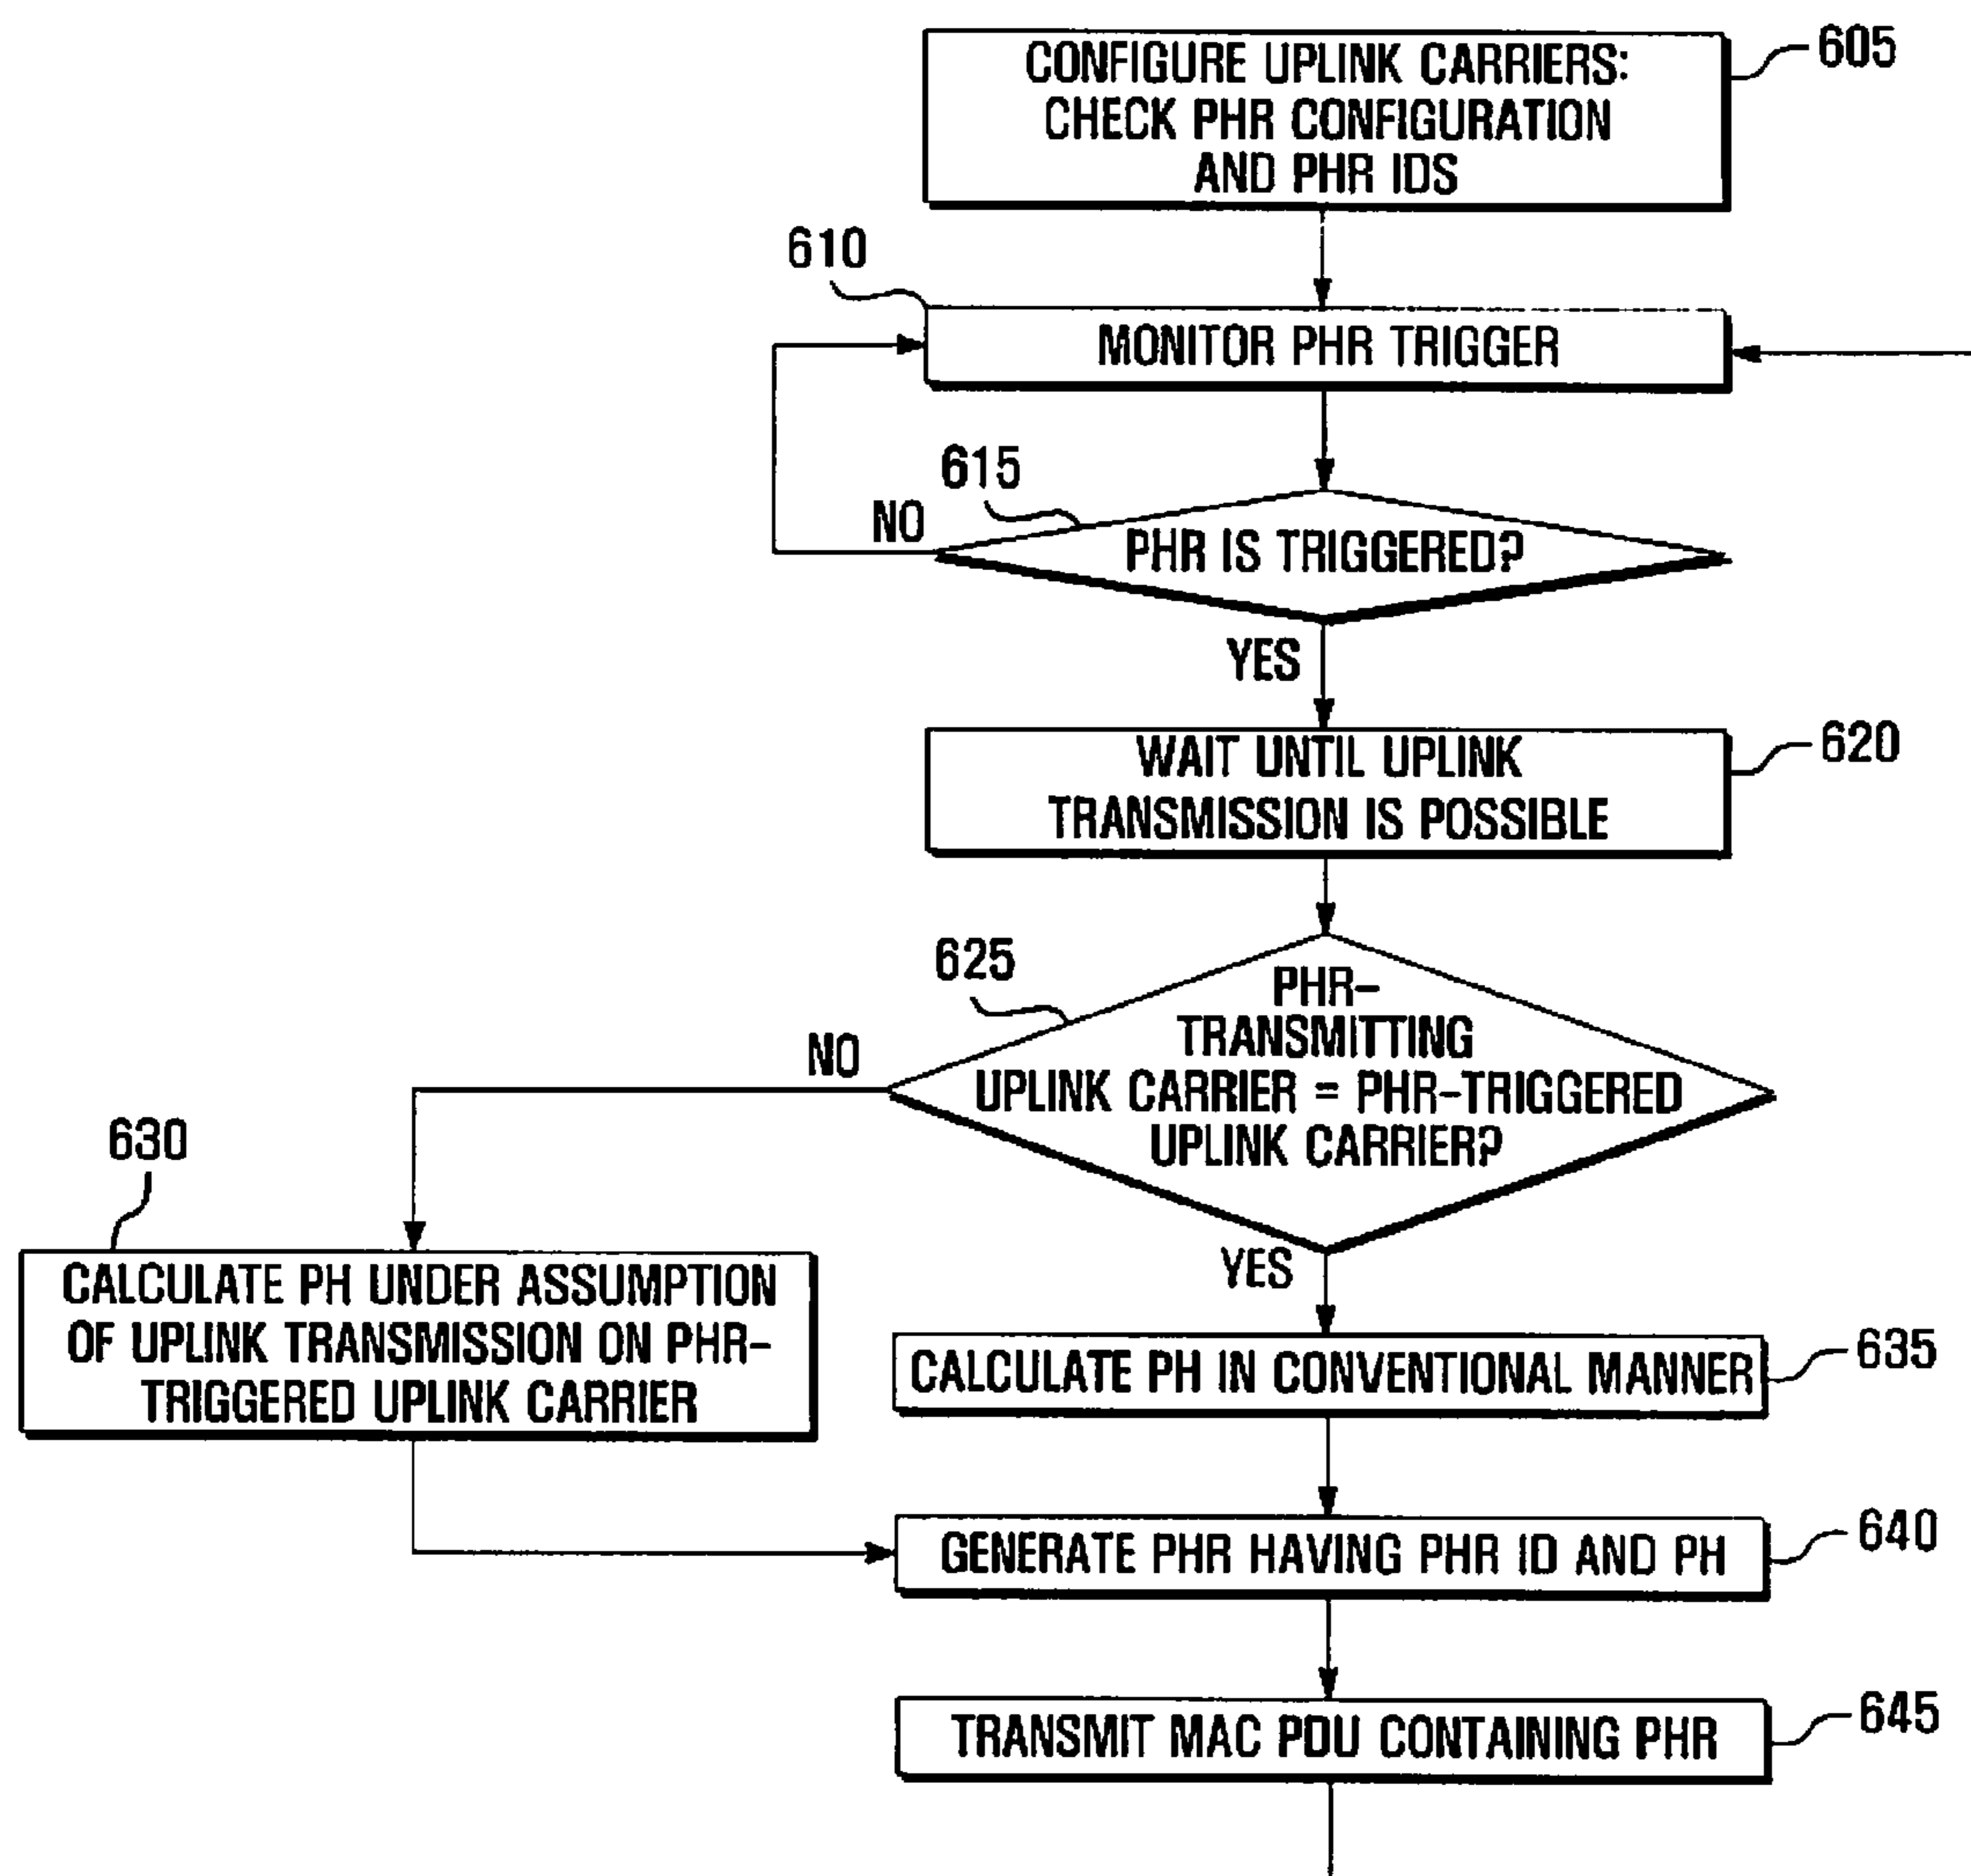 CONFIGURE UPLINK CARRIERS:
CHECK PHR CONFIGURATION
AND PHR IDS
605
610
MONITOR PHR TRIGGER
615
NO
PHR IS TRIGGERED?
YES
WAIT UNTIL UPLINK
TRANSMISSION IS POSSIBLE
620
625
PHR-
TRANSMITTING
UPLINK CARRIER = PHR-TRIGGERED
UPLINK CARRIER?
NO
YES
630
CALCULATE PH UNDER ASSUMPTION
OF UPLINK TRANSMISSION ON PHR-
TRIGGERED UPLINK CARRIER
CALCULATE PH IN CONVENTIONAL MANNER
635
GENERATE PHR HAVING PHR ID AND PH
640
TRANSMIT MAC PDU CONTAINING PHR
645